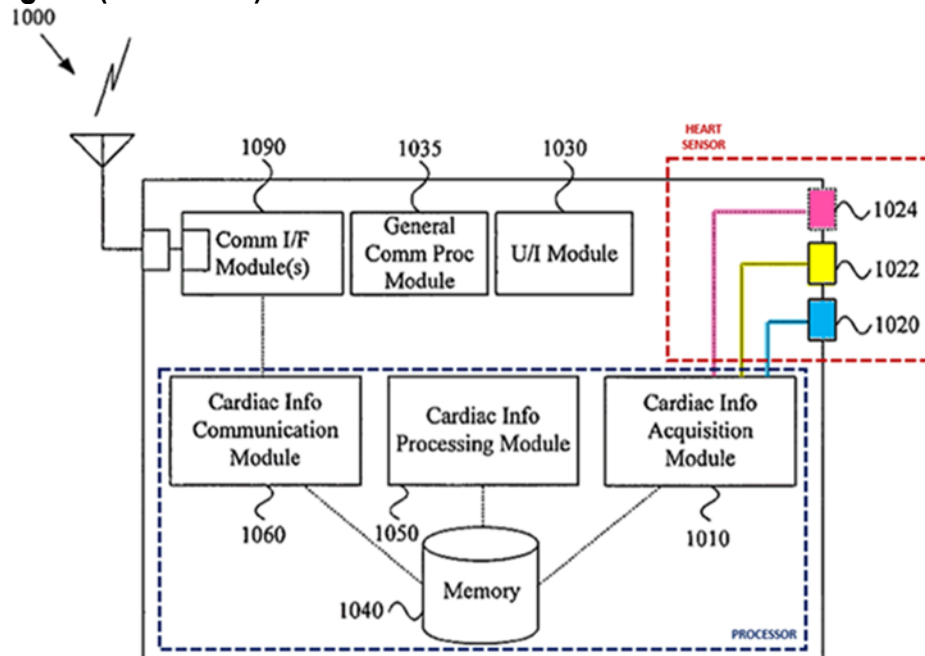 1000
1090
1035
1030
HEART
SENSOR
Comm I/F
Module(s)
General
Comm Proc
Module
U/I Module
1024
1022
1020
Cardiac Info
Communication
Module
Cardiac Info
Processing Module
Cardiac Info
Acquisition
Module
1060
1050
1010
Memory
1040
PROCESSOR